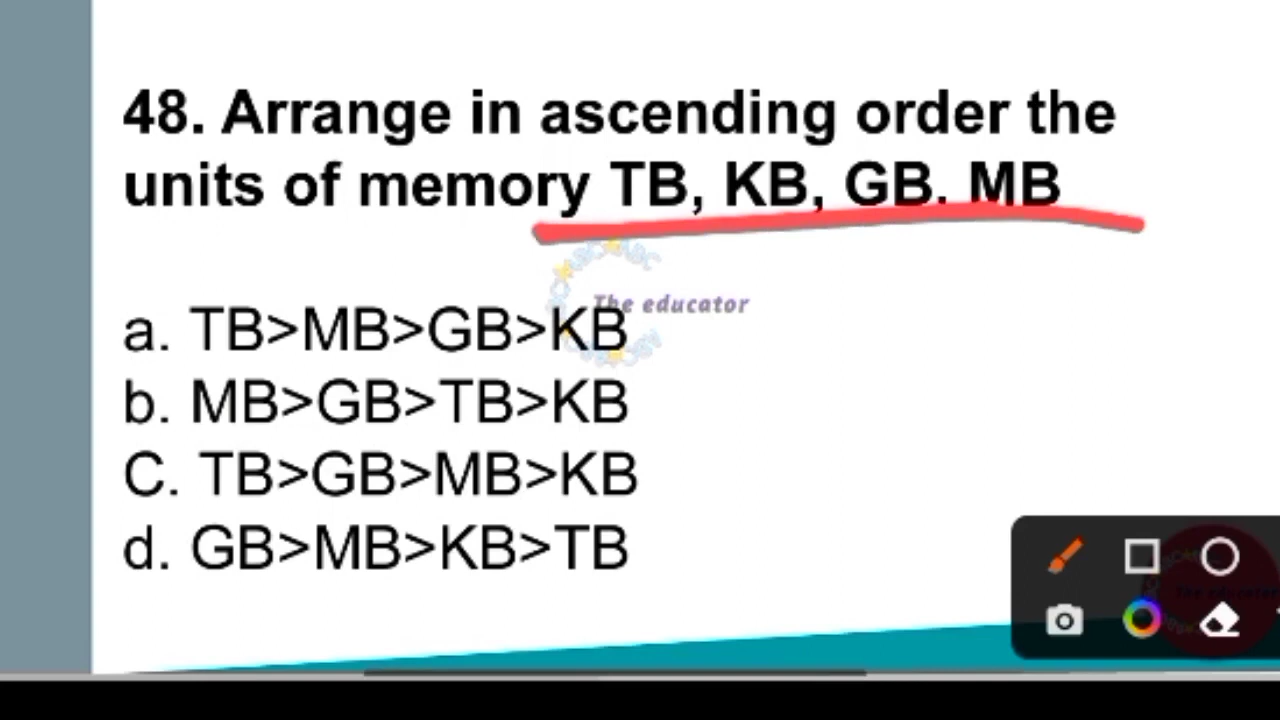 48. Arrange in ascending order the
units of memory TB, KB, GB. MB
The educator
a. TB>MB>GB>KB
b. MB>GB>TB>KB
C. TB>GB>MB>KB
d. GB>MB>KB>TB